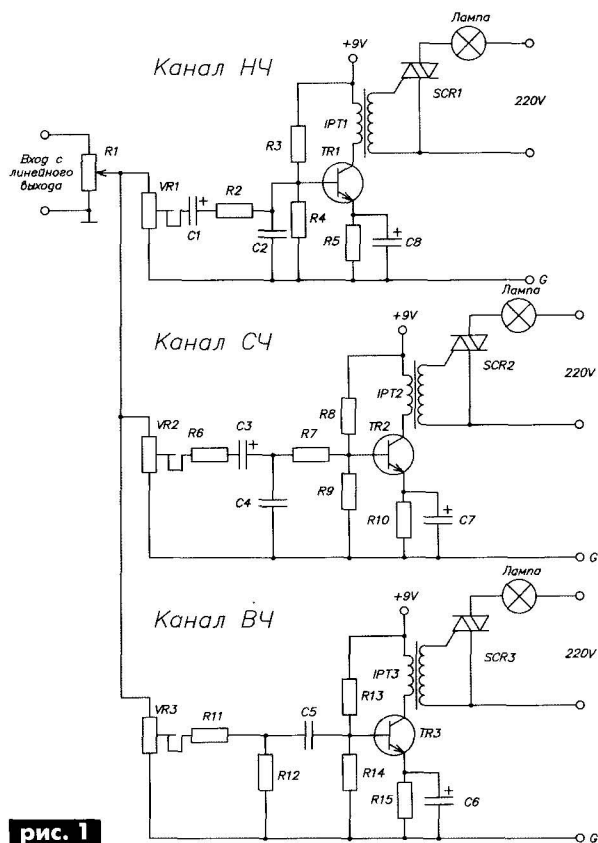 Лампа
+9V
Канал НЧ
SCR1
220V
IPT1
R3
TR1
R1
Вход с
линейного
выхода
VR1
R2
C1
+
R4
C2
R5
+
C8
G
Лампа
+9V
Канал СЧ
SCR2
220V
IPT2
R8
TR2
VR2
R6
C3
+
R7
R9
C4
R10
+
C7
G
Лампа
+9V
Канал ВЧ
SCR3
220V
IPT3
R13
VR3
R11
C5
TR3
R12
R14
R15
+
C6
G
рис. 1